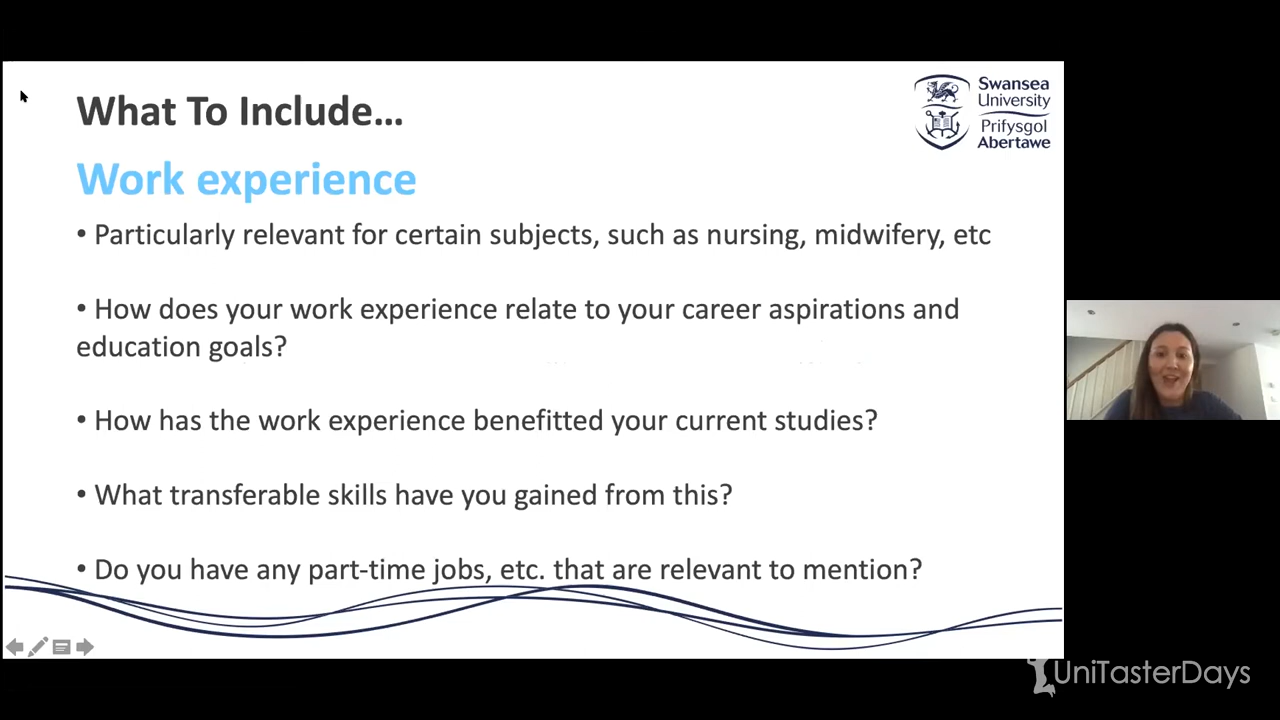 What To Include...
Work experience
• Particularly relevant for certain subjects, such as nursing, midwifery, etc
• How does your work experience relate to your career aspirations and
education goals?
• How has the work experience benefitted your current studies?
• What transferable skills have you gained from this?
• Do you have any part-time jobs, etc. that are relevant to mention?
Swansea
University
Prifysgol
Abertawe
UniTasterDays